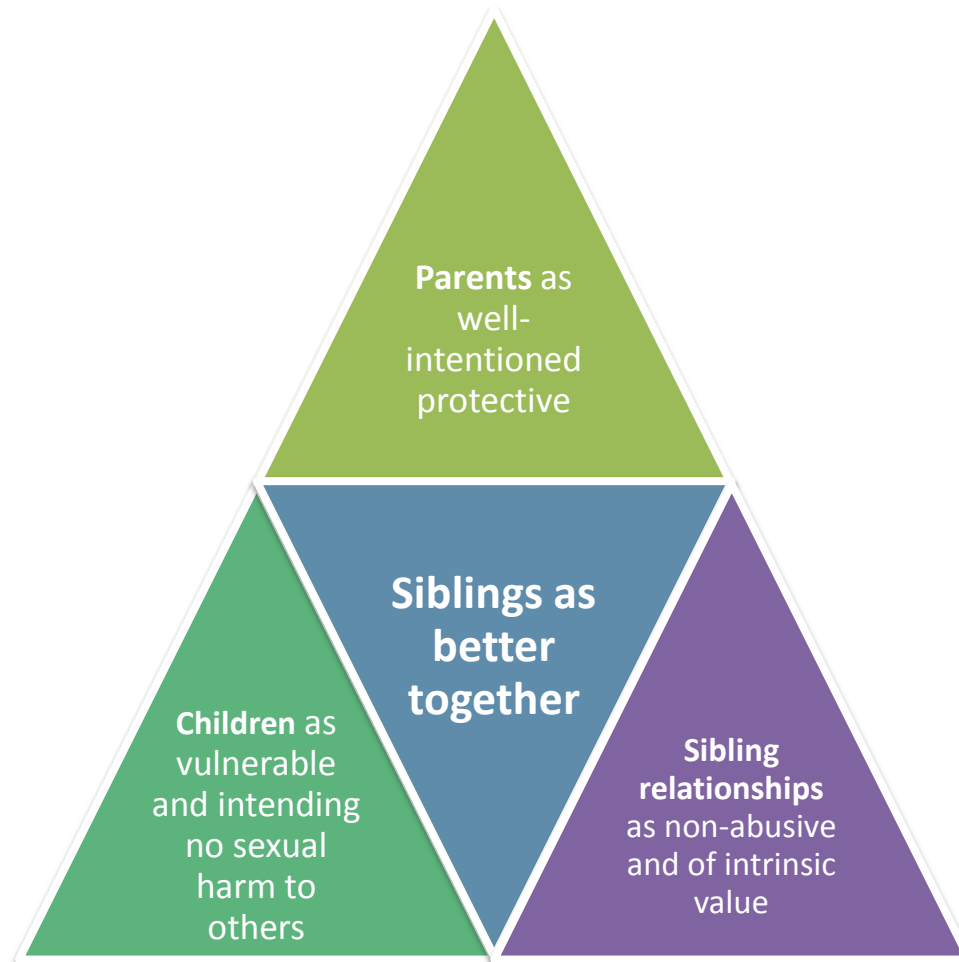 Parents as
well-
intentioned
protective
Siblings as
better
together
Children as
vulnerable
and intending
no sexual
harm to
others
Sibling
relationships
as non-abusive
and of intrinsic
value